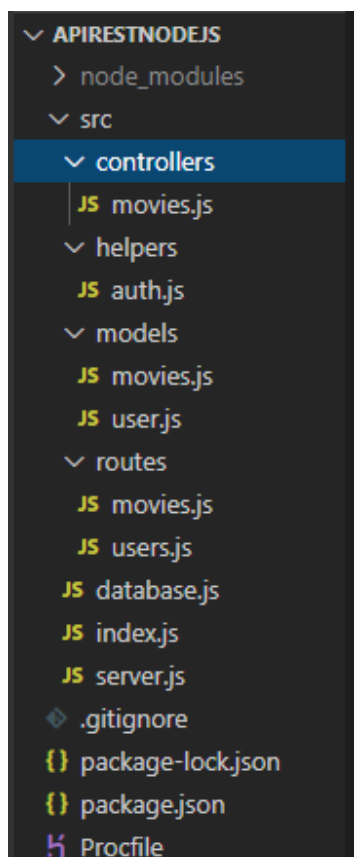 APIRESTNODEJS
node_modules
src
controllers
JS movies.js
helpers
JS auth.js
models
JS movies.js
JS user.js
routes
JS movies.js
JS users.js
JS database.js
JS index.js
JS server.js
.gitignore
{} package-lock.json
{} package.json
Procfile